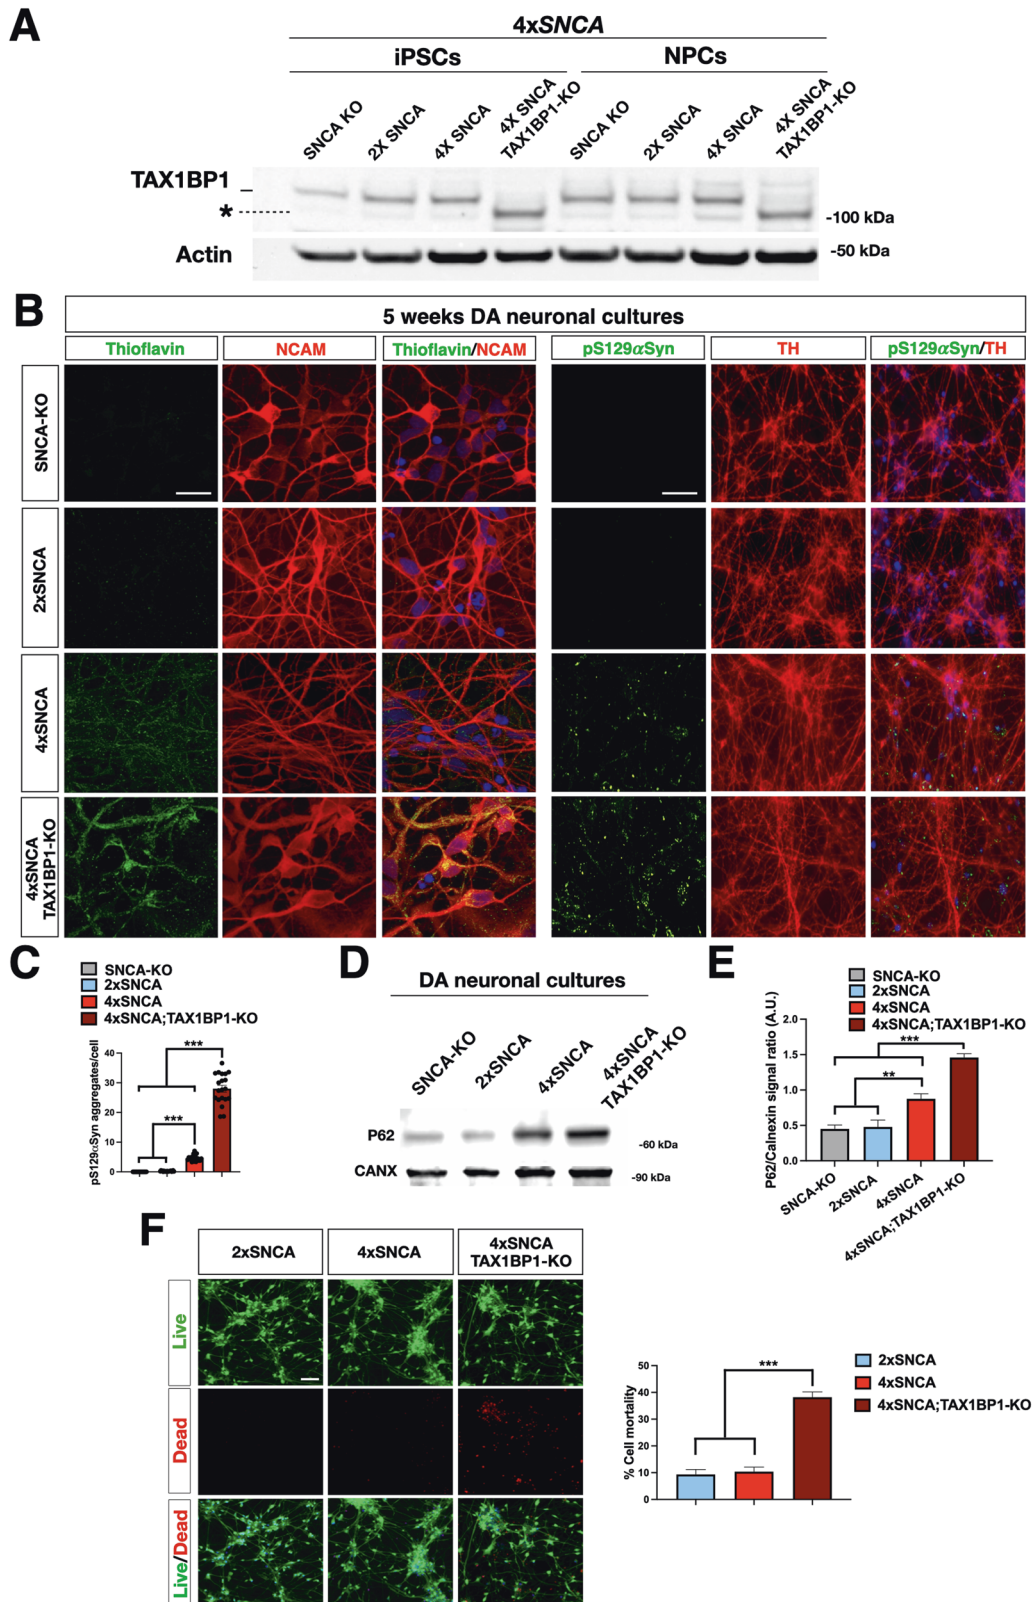 A
4xSNCA
iPSCs
NPCs
SNCA KO
2X SNCA
4X SNCA
4X SNCA
TAX1BP1-KO
SNCA KO
2X SNCA
4X SNCA
4X SNCA
TAX1BP1-KO
TAX1BP1
*
-100 kDa
Actin
-50 kDa
B
5 weeks DA neuronal cultures
Thioflavin
NCAM
Thioflavin/NCAM
pS129αSyn
TH
pS129αSyn/TH
SNCA-KO
2xSNCA
4xSNCA
4xSNCA
TAX1BP1-KO
C
SNCA-KO
2xSNCA
4xSNCA
4xSNCA;TAX1BP1-KO
pS129αSyn aggregates/cell
40
30
20
10
0
***
***
D
DA neuronal cultures
SNCA-KO
2xSNCA
4xSNCA
4xSNCA
TAX1BP1-KO
P62
-60 kDa
CANX
-90 kDa
E
SNCA-KO
2xSNCA
4xSNCA
4xSNCA;TAX1BP1-KO
P62/Calnexin signal ratio (A.U.)
2.0
1.5
1.0
0.5
0.0
***
**
SNCA-KO
2xSNCA
4xSNCA
4xSNCA;TAX1BP1-KO
F
2xSNCA
4xSNCA
4xSNCA
TAX1BP1-KO
Live
Dead
Live/Dead
% Cell mortality
50
40
30
20
10
0
***
2xSNCA
4xSNCA
4xSNCA;TAX1BP1-KO